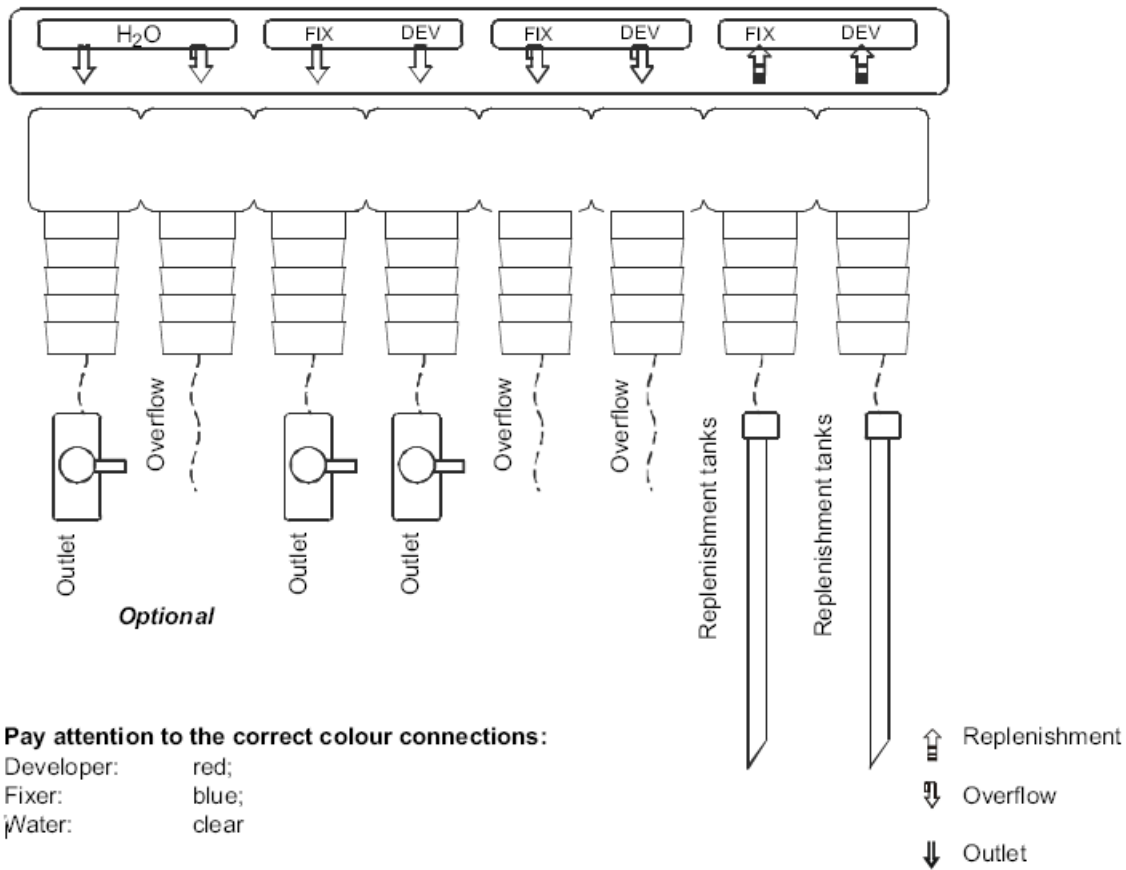 H₂O
FIX DEV
FIX DEV
FIX DEV
Overflow
Overflow
Overflow
Replenishment tanks
Replenishment tanks
Outlet
Outlet
Outlet
Optional
Pay attention to the correct colour connections:
Developer: red;
Fixer: blue;
Water: clear
Replenishment
Overflow
Outlet